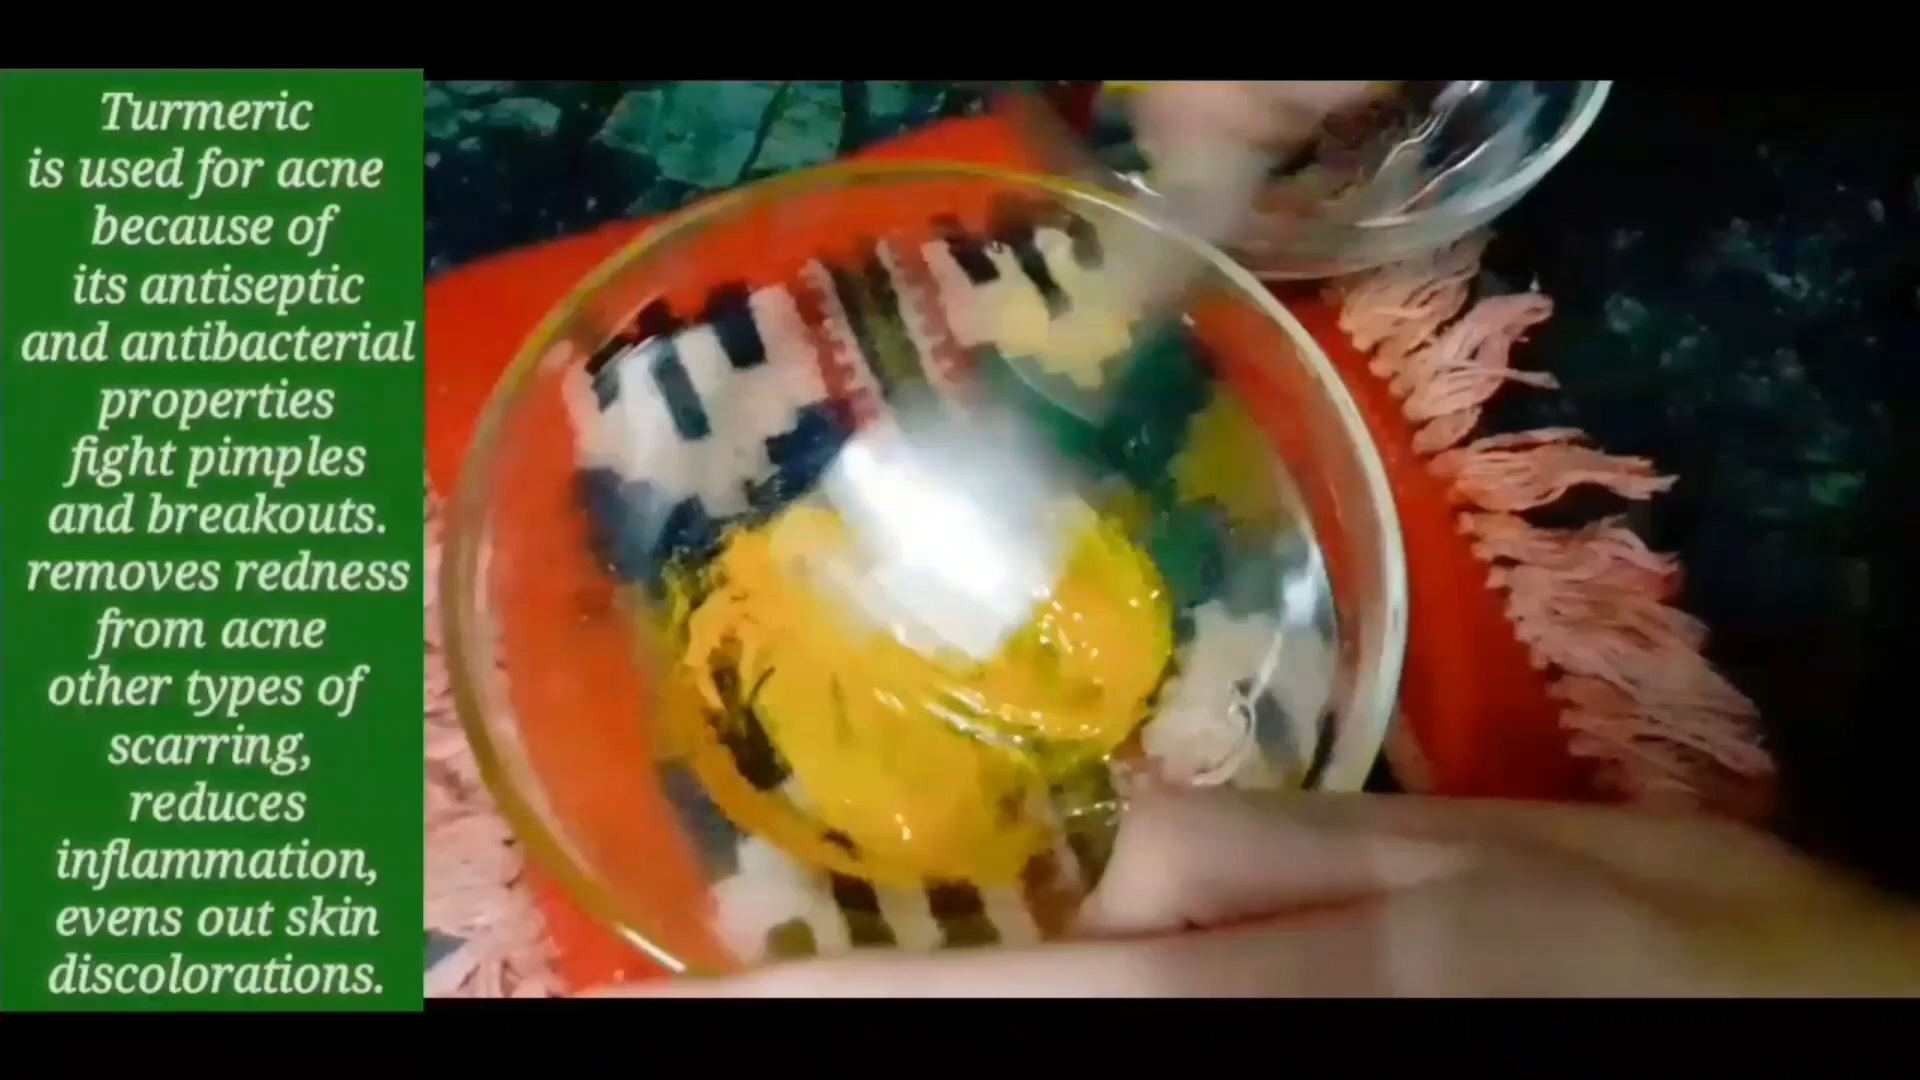 Turmeric
is used for acne
because of
its antiseptic
and antibacterial
properties
fight pimples
and breakouts.
removes redness
from acne
other types of
scarring,
reduces
inflammation,
evens out skin
discolorations.